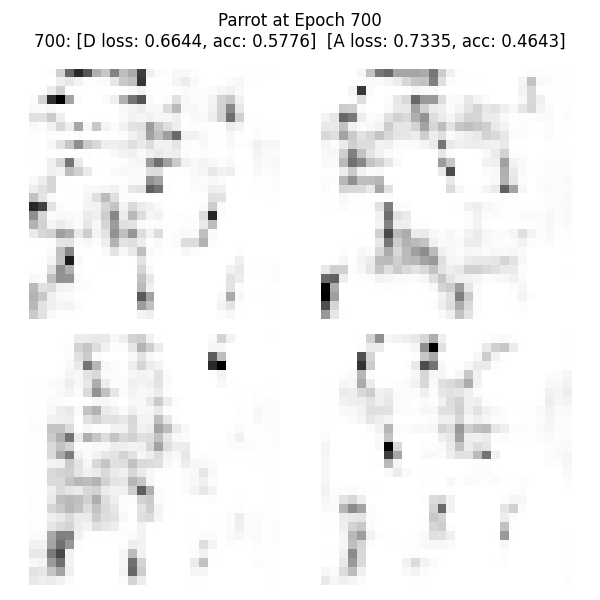 Parrot at Epoch 700
700: [D loss: 0.6644, acc: 0.5776]  [A loss: 0.7335, acc: 0.4643]